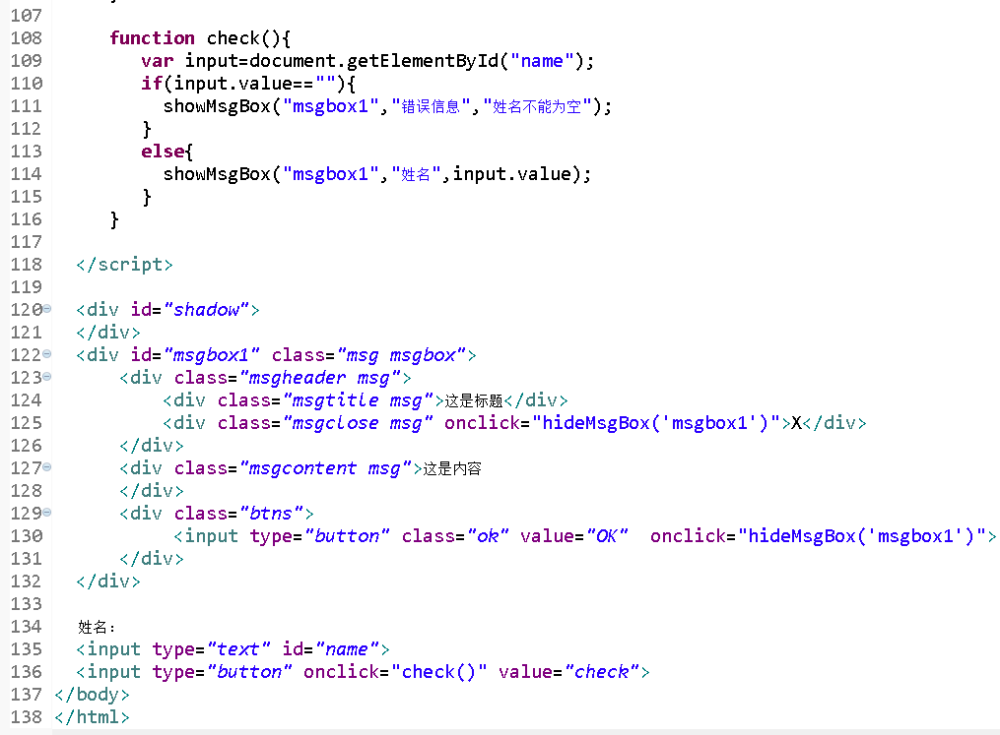 107
108 function check(){
109 var input=document.getElementById("name");
110 if(input.value==""){
111 showMsgBox("msgbox1","错误信息","姓名不能为空");
112 }
113 else{
114 showMsgBox("msgbox1","姓名",input.value);
115 }
116 }
117
118 </script>
119
120 <div id="shadow">
121 </div>
122 <div id="msgbox1" class="msg msgbox">
123 <div class="msgheader msg">
124 <div class="msgtitle msg">这是标题</div>
125 <div class="msgclose msg" onclick="hideMsgBox('msgbox1')">X</div>
126 </div>
127 <div class="msgcontent msg">这是内容
128 </div>
129 <div class="btns">
130 <input type="button" class="ok" value="OK"  onclick="hideMsgBox('msgbox1')">
131 </div>
132 </div>
133
134 姓名:
135 <input type="text" id="name">
136 <input type="button" onclick="check()" value="check">
137 </body>
138 </html>